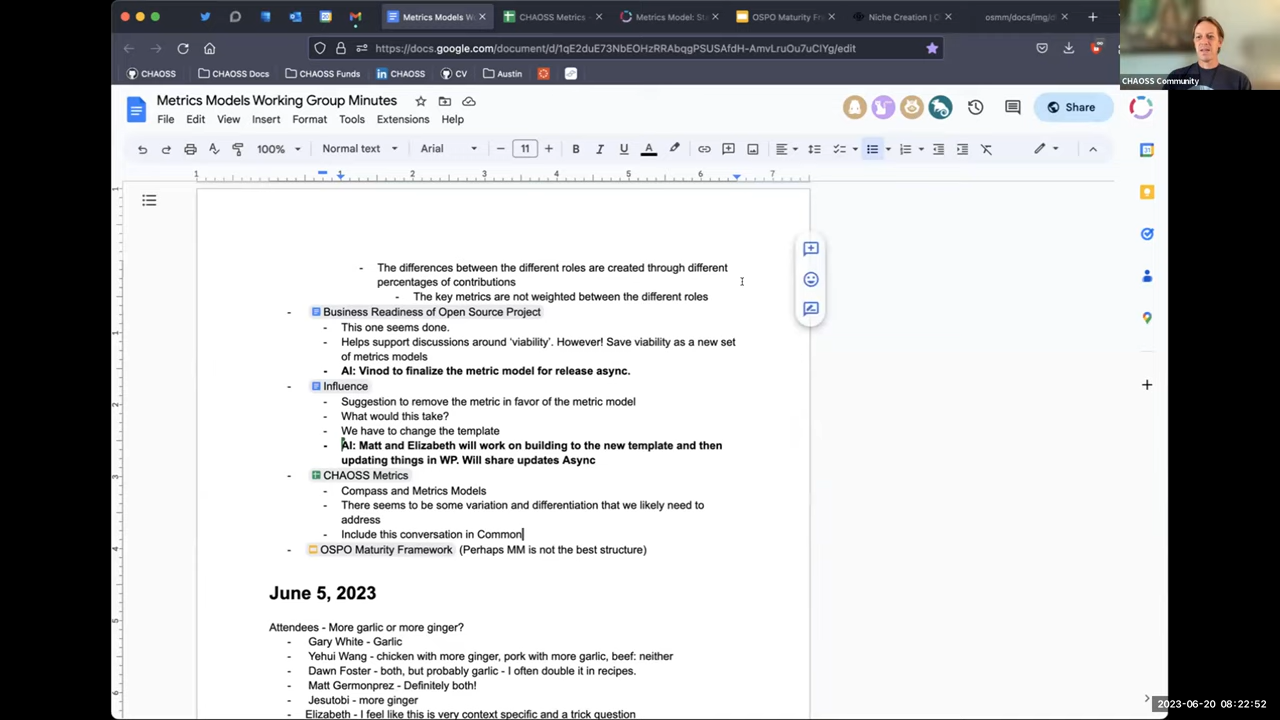 Metrics Models W
CHAOSS Metrics -
Metrics Model: Sta
OSPO Maturity Fr
Niche Creation | C
osmm/docs/img/d
https://docs.google.com/document/d/1qE2duE73NbEOHzRRAbqgPSUSAfdH-AmvLruOu7uCIYg/edit
CHAOSS
CHAOSS Docs
CHAOSS Funds
CHAOSS
CV
Austin
CHAOSS Community
Metrics Models Working Group Minutes
File Edit View Insert Format Tools Extensions Help
Share
100% Normal text Arial 11
1 1 2 3 4 5 6 7
- The differences between the different roles are created through different
percentages of contributions
- The key metrics are not weighted between the different roles
- Business Readiness of Open Source Project
- This one seems done.
- Helps support discussions around ‘viability’. However! Save viability as a new set
of metrics models
- AI: Vinod to finalize the metric model for release async.
- Influence
- Suggestion to remove the metric in favor of the metric model
- What would this take?
- We have to change the template
- AI: Matt and Elizabeth will work on building to the new template and then
updating things in WP. Will share updates Async
- CHAOSS Metrics
- Compass and Metrics Models
- There seems to be some variation and differentiation that we likely need to
address
- Include this conversation in Common
- OSPO Maturity Framework (Perhaps MM is not the best structure)
June 5, 2023
Attendees - More garlic or more ginger?
- Gary White - Garlic
- Yehui Wang - chicken with more ginger, pork with more garlic, beef: neither
- Dawn Foster - both, but probably garlic - I often double it in recipes.
- Matt Germonprez - Definitely both!
- Jesutobi - more ginger
- Elizabeth - I feel like this is very context specific and a trick question
2023-06-20 08:22:52